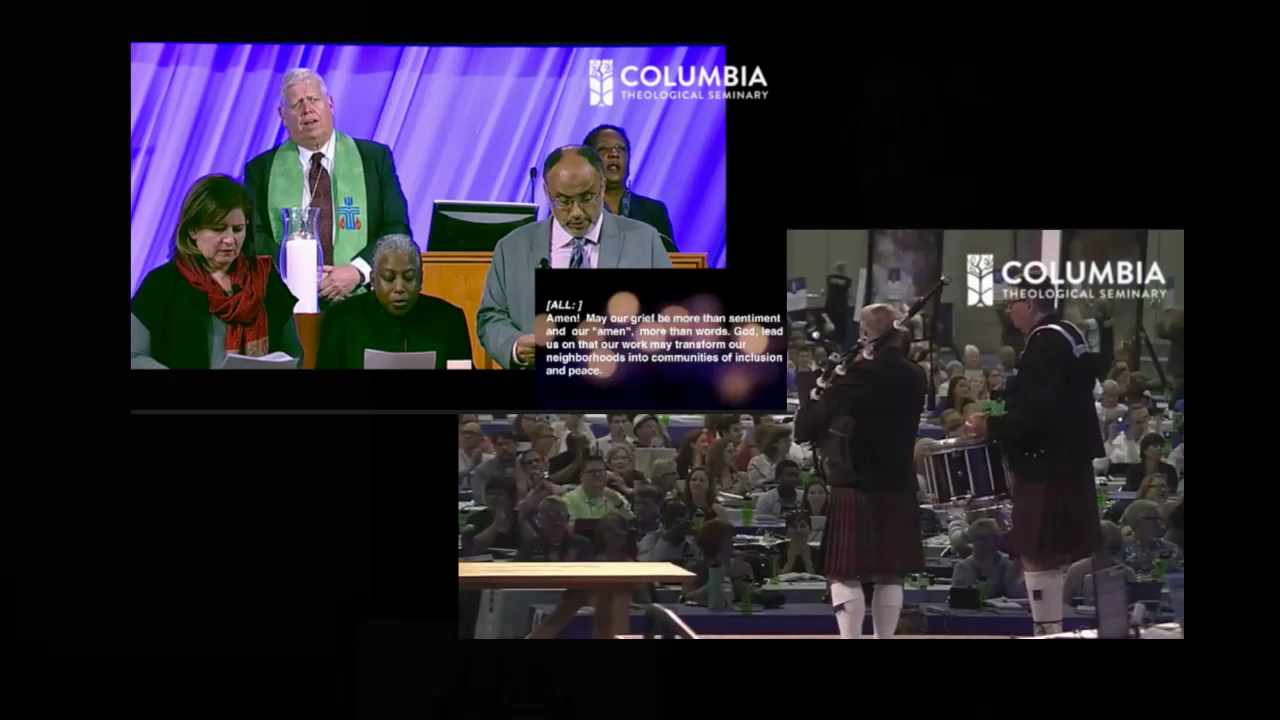 COLUMBIA
THEOLOGICAL SEMINARY
[ALL: ]
Amen! May our grief be more than sentiment
and our "amen", more than words. God, lead
us on that our work may transform our
neighborhoods into communities of inclusion
and peace.
COLUMBIA
THEOLOGICAL SEMINARY